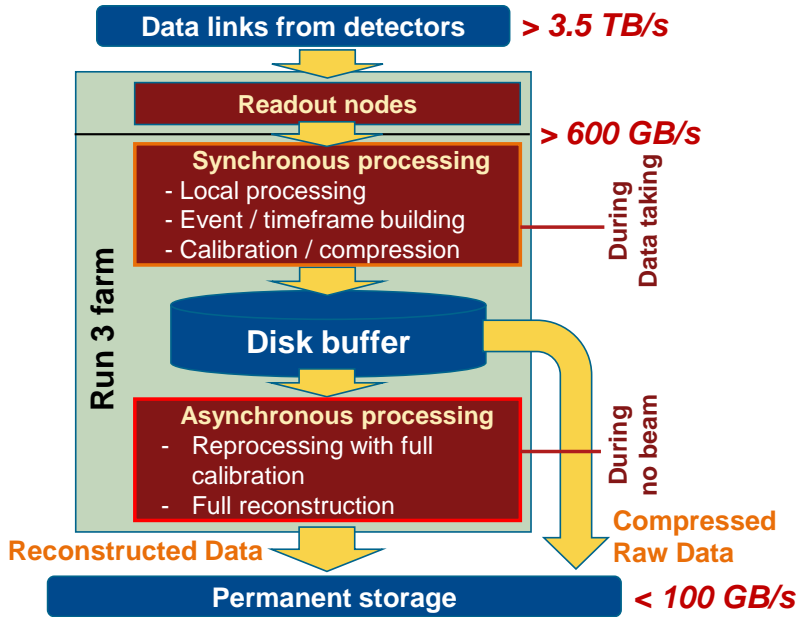 Data links from detectors
> 3.5 TB/s
Readout nodes
> 600 GB/s
Synchronous processing
- Local processing
- Event / timeframe building
- Calibration / compression
During
Data taking
Run 3 farm
Disk buffer
Asynchronous processing
- Reprocessing with full
calibration
- Full reconstruction
During
no beam
Reconstructed Data
Compressed
Raw Data
Permanent storage
< 100 GB/s